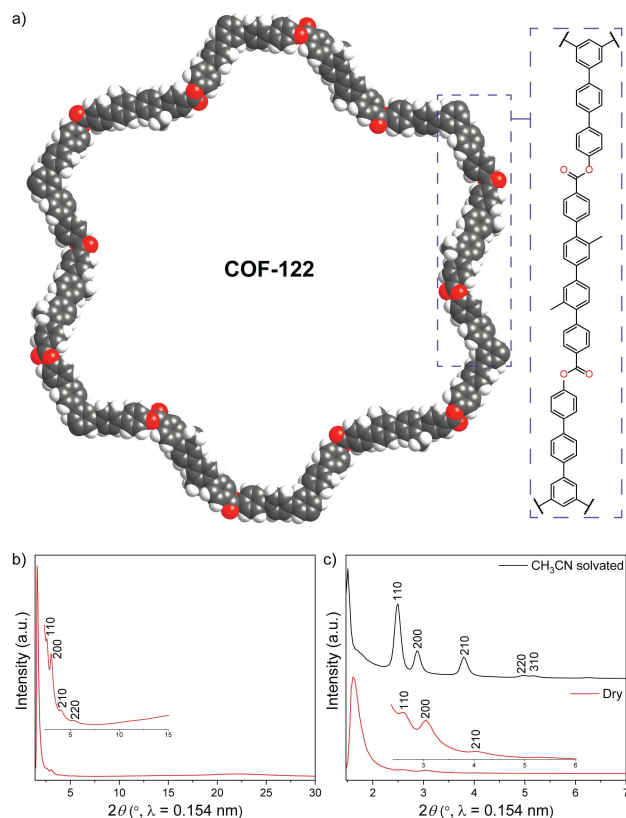 a)
O
O
COF-122
O
O
b)
110
200
210
220
5
10
15
Intensity (a.u.)
5
10
15
20
25
30
2θ (°, λ = 0.154 nm)
c)
CH₃CN solvated
110
200
210
220
310
Dry
110
200
210
3
4
5
6
Intensity (a.u.)
2
3
4
5
6
7
2θ (°, λ = 0.154 nm)